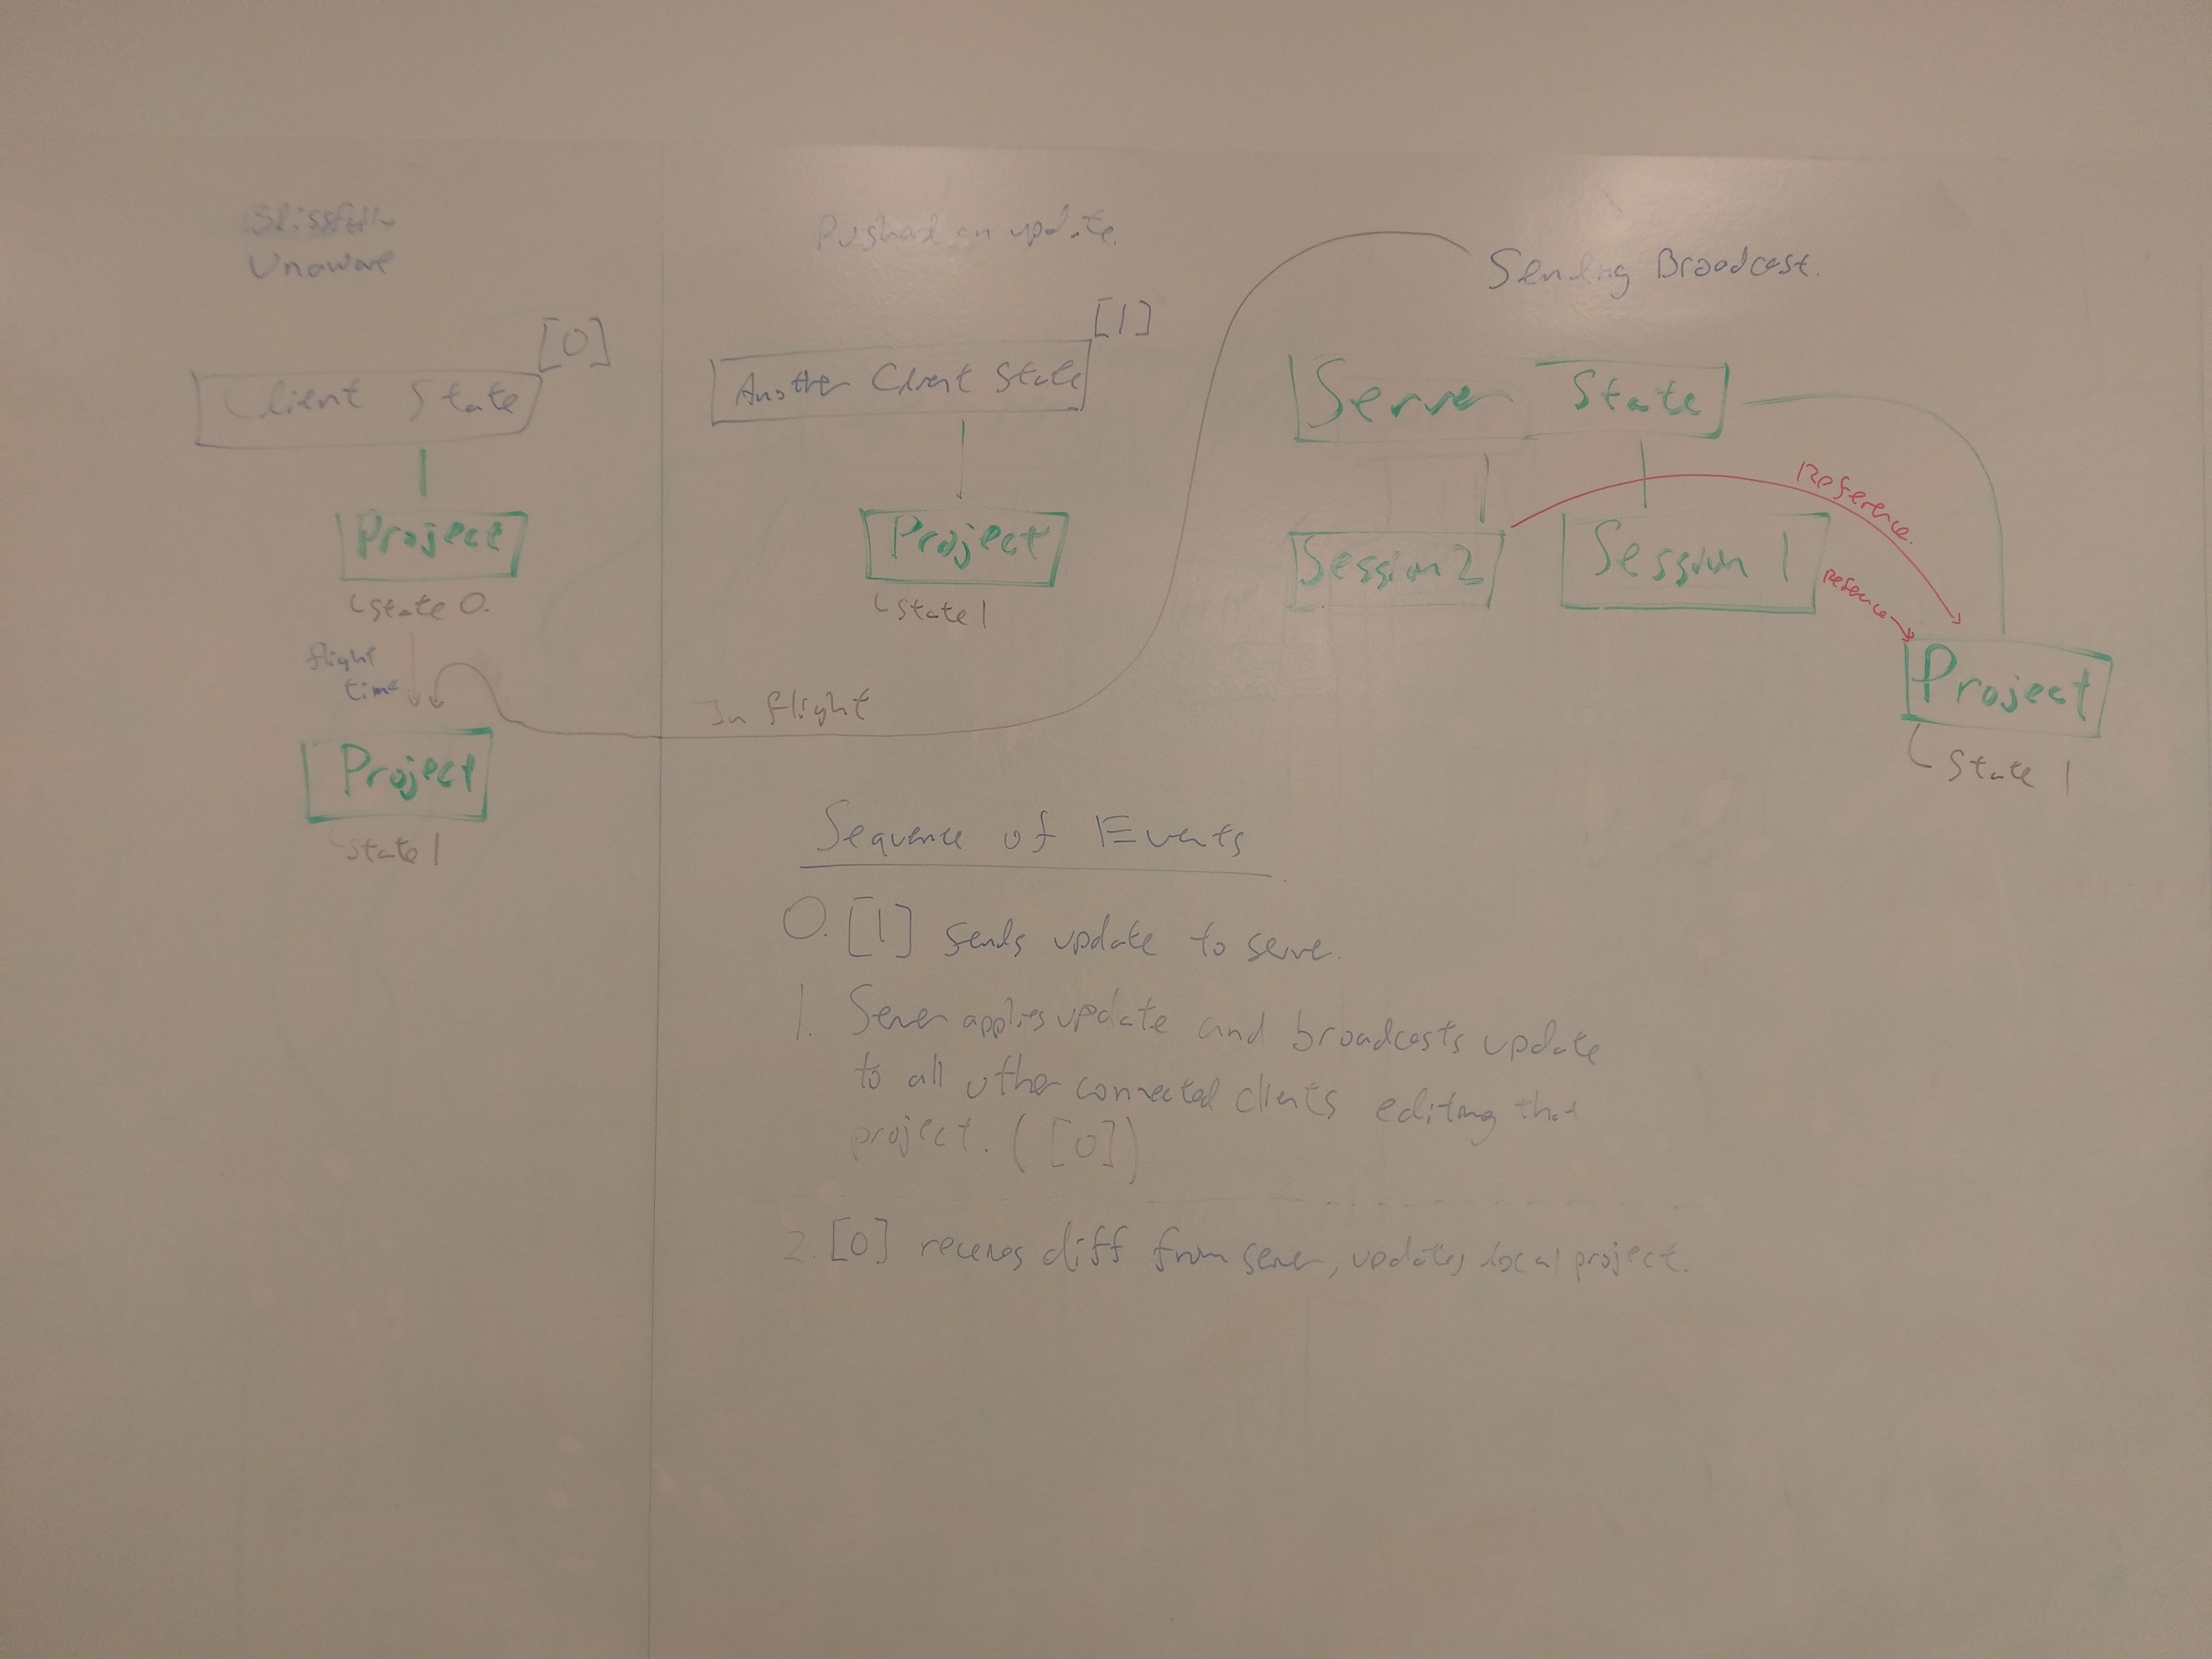 Blissfully
Unaware
[0]
Client State
Project
State 0.
flight
time
Project
State 1
Pushed an update.
[1]
Another Client State
Project
State 1
In flight
Sending Broadcast.
Server State
Session 2
Session 1
Reference.
Reference
Project
State 1
Sequence of Events
0. [1] sends update to serve.
1. Server applies update and broadcasts update
to all other connected clients editing that
project. ([0])
2. [0] receives diff from server, updates local project.